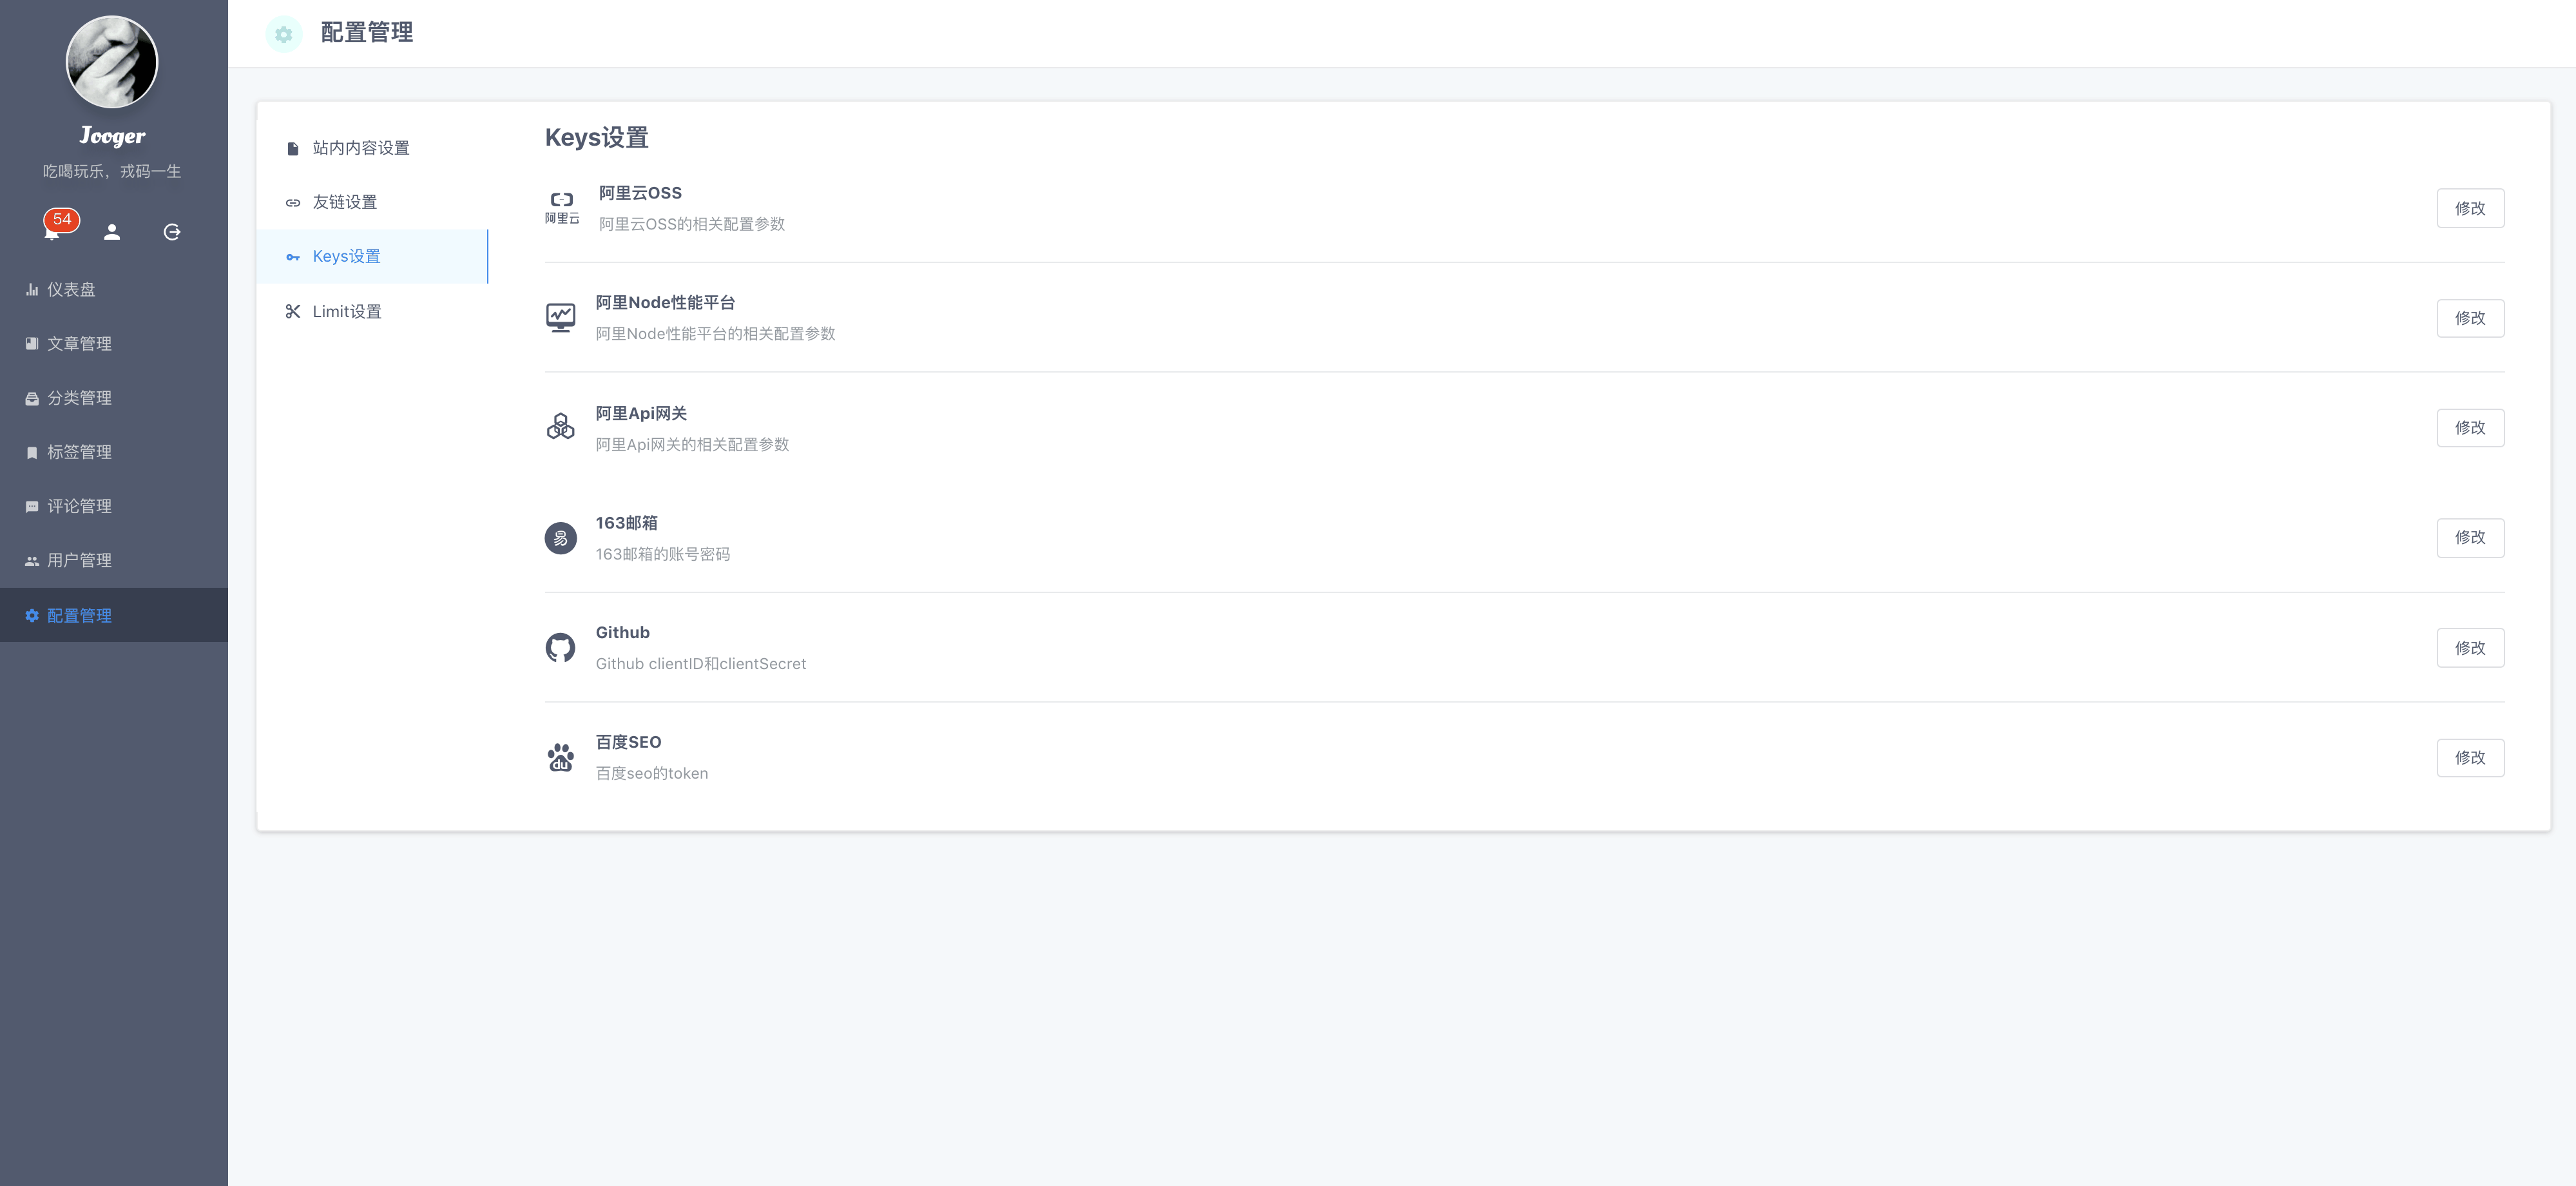 Jooger
吃喝玩乐，戎码一生
54
仪表盘
文章管理
分类管理
标签管理
评论管理
用户管理
配置管理
配置管理
站内内容设置
友链设置
Keys设置
Limit设置
Keys设置
阿里云
阿里云OSS
阿里云OSS的相关配置参数
修改
阿里Node性能平台
阿里Node性能平台的相关配置参数
修改
阿里Api网关
阿里Api网关的相关配置参数
修改
易
163邮箱
163邮箱的账号密码
修改
Github
Github clientID和clientSecret
修改
du
百度SEO
百度seo的token
修改